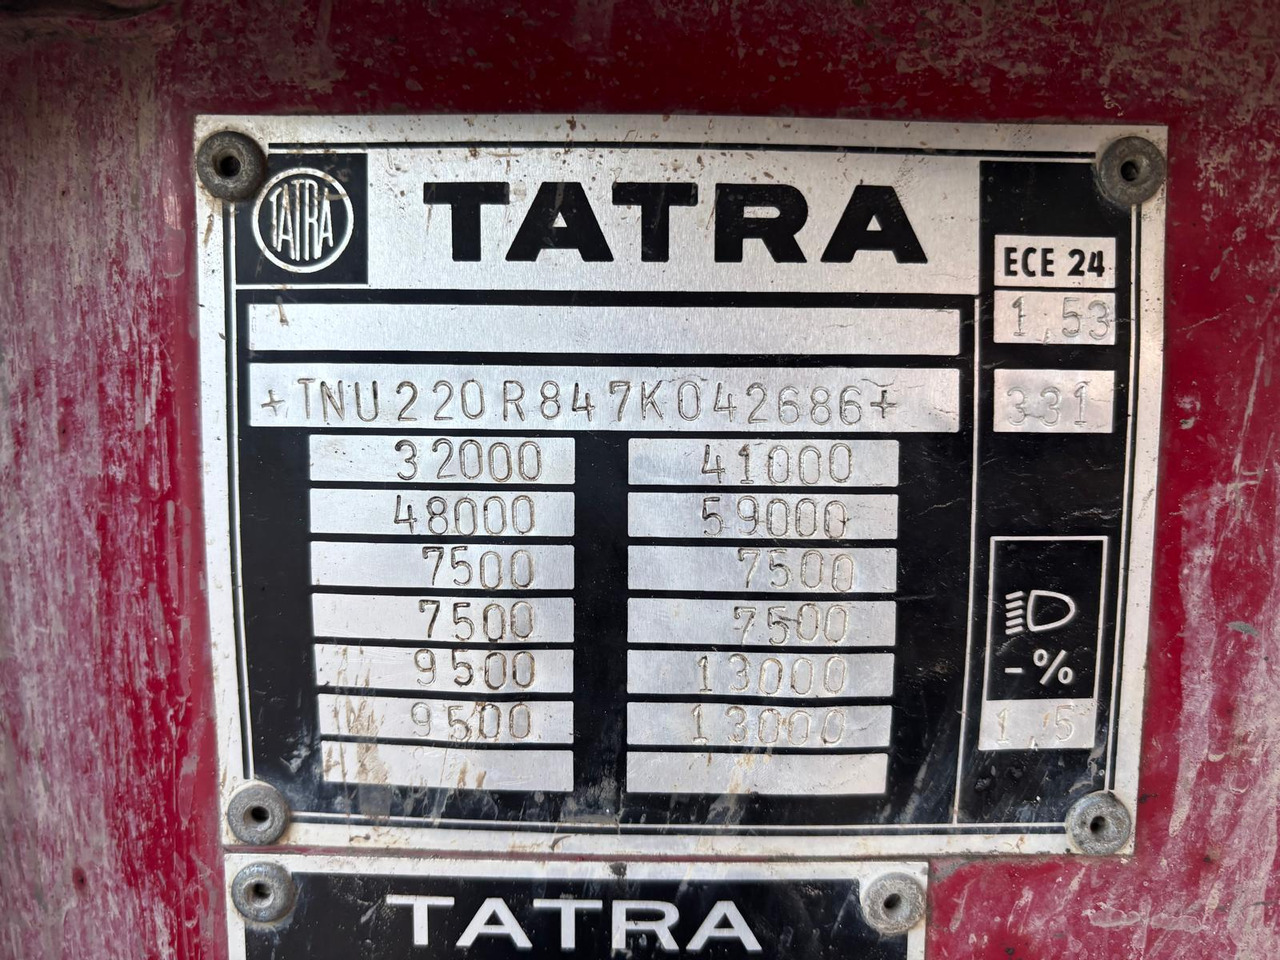 TATRA TATRA
ECE 24
1,53
+TNU220R847K042686+ 331
32000 41000
48000 59000
7500 7500
7500 7500
9500 13000
9500 13000
-%
1,5
TATRA